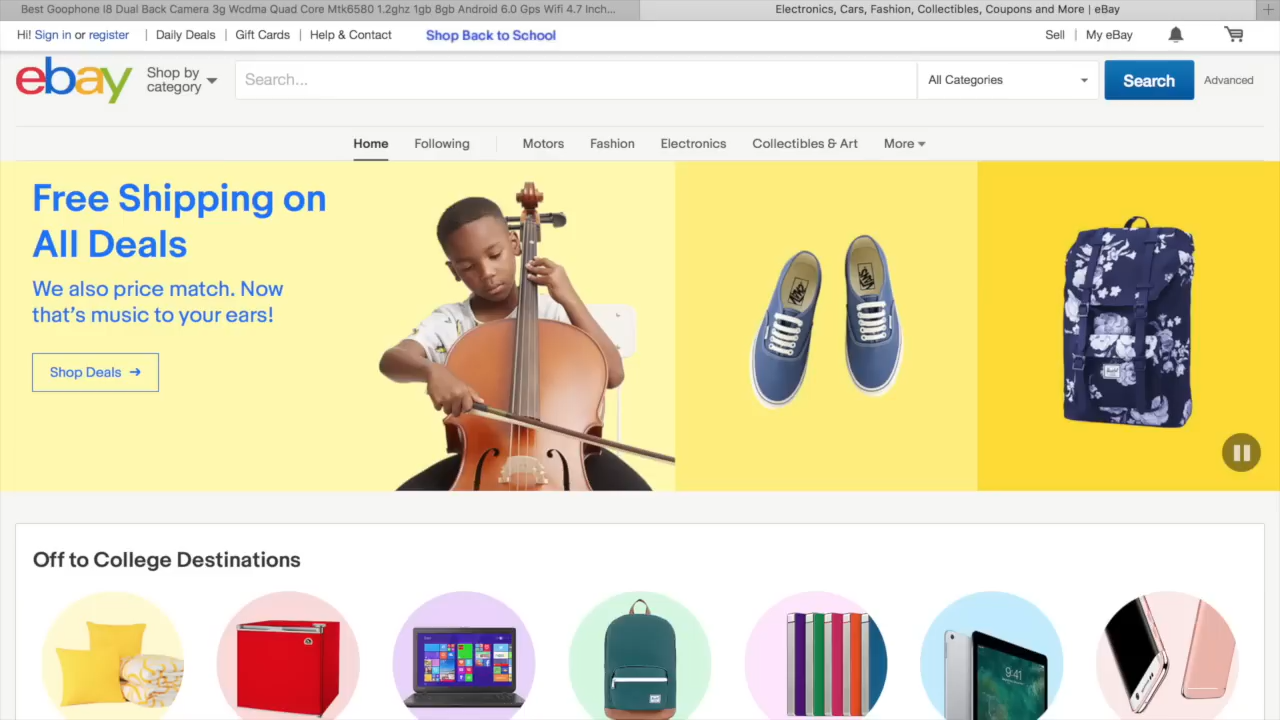 Best Goophone I8 Dual Back Camera 3g Wcdma Quad Core Mtk6580 1.2ghz 1gb 8gb Android 6.0 Gps Wifi 4.7 Inch...
Electronics, Cars, Fashion, Collectibles, Coupons and More | eBay
Hi! Sign in or register | Daily Deals | Gift Cards | Help & Contact Shop Back to School Sell | My eBay
ebay
Shop by
category
Search...
All Categories
Search
Advanced
Home Following Motors Fashion Electronics Collectibles & Art More
Free Shipping on
All Deals
We also price match. Now
that's music to your ears!
Shop Deals →
VANS
VANS
Off to College Destinations
9:41